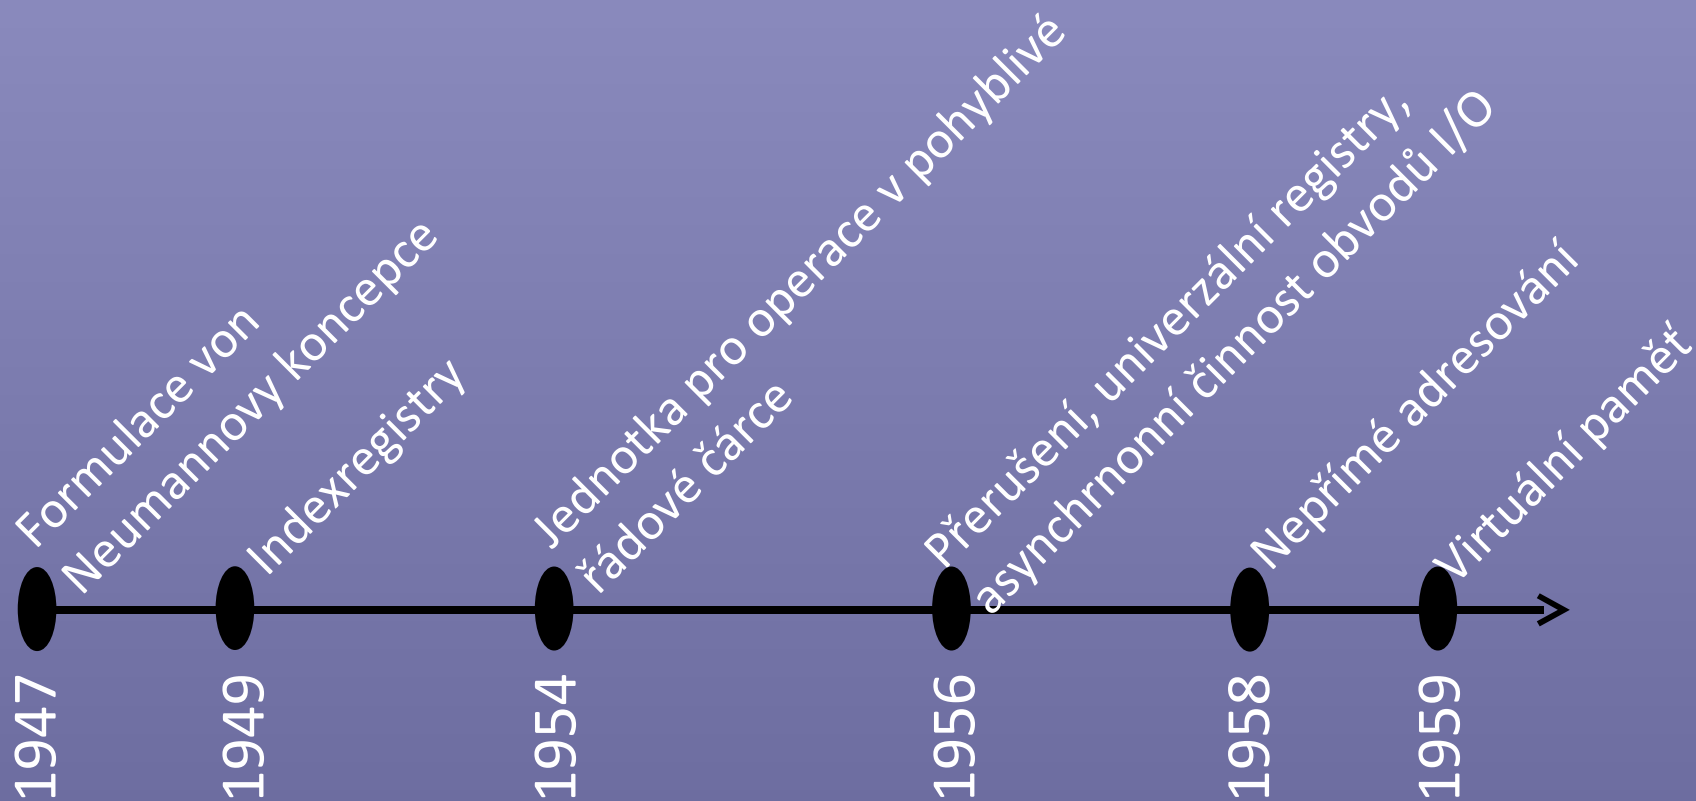 Formulace von
Neumannovy koncepce
Indexregistry
Jednotka pro operace v pohyblivé
řádové čárce
Přerušení, univerzální registry,
asynchrnonní činnost obvodů I/O
Nepřímé adresování
Virtuální paměť
1947
1949
1954
1956
1958
1959